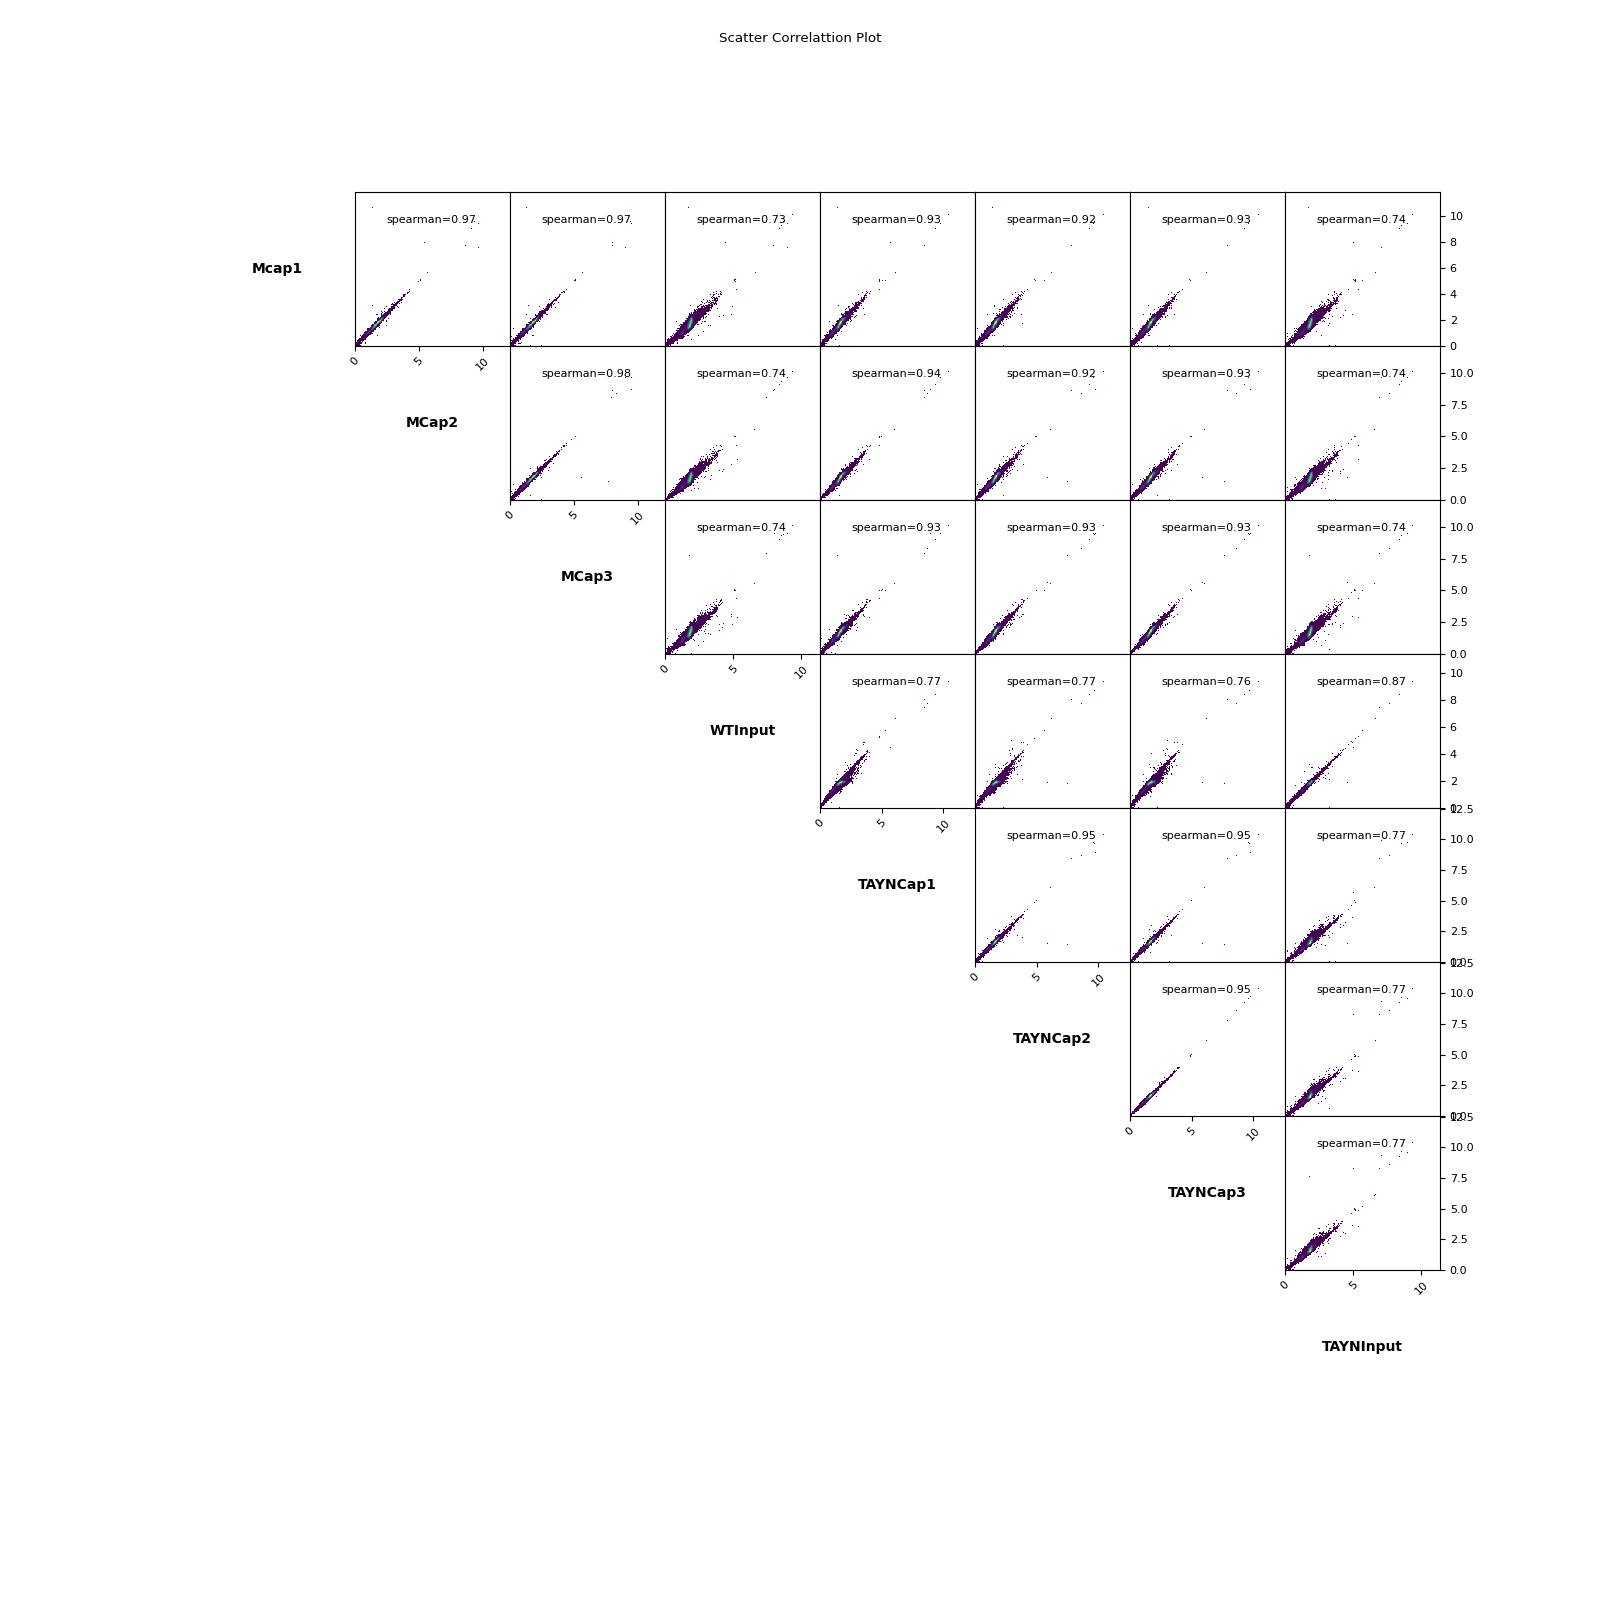 Scatter Correlattion Plot
spearman=0.97 spearman=0.97 spearman=0.73 spearman=0.93 spearman=0.92 spearman=0.93 spearman=0.74
10
8
6
4
2
0
Mcap1
0 5 10
spearman=0.98 spearman=0.74 spearman=0.94 spearman=0.92 spearman=0.93 spearman=0.74
10.0
7.5
5.0
2.5
0.0
MCap2
0 5 10
spearman=0.74 spearman=0.93 spearman=0.93 spearman=0.93 spearman=0.74
10.0
7.5
5.0
2.5
0.0
MCap3
0 5 10
spearman=0.77 spearman=0.77 spearman=0.76 spearman=0.87
10
8
6
4
2
0
WTInput
0 5 10
spearman=0.95 spearman=0.95 spearman=0.77
12.5
10.0
7.5
5.0
2.5
0.0
TAYNCap1
0 5 10
spearman=0.95 spearman=0.77
12.5
10.0
7.5
5.0
2.5
0.0
TAYNCap2
0 5 10
spearman=0.77
12.5
10.0
7.5
5.0
2.5
0.0
TAYNCap3
0 5 10
TAYNInput